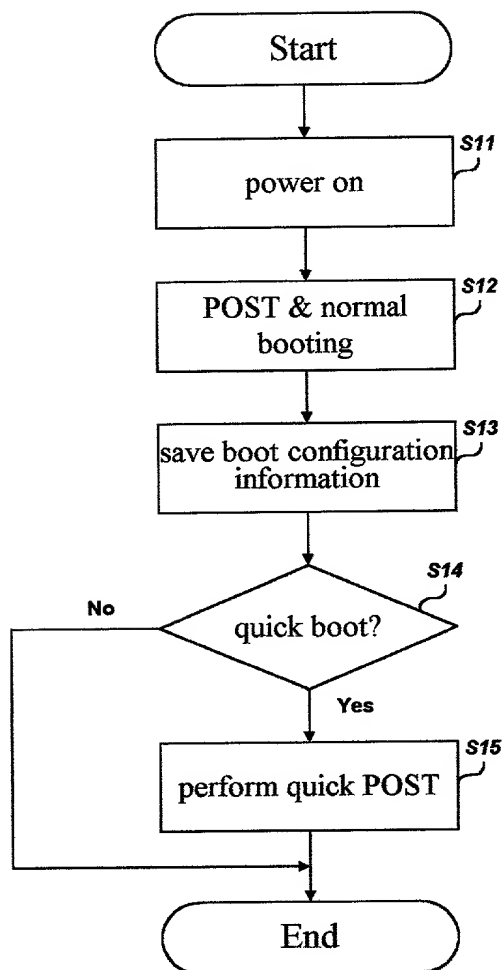 Start
S11
power on
S12
POST & normal
booting
S13
save boot configuration
information
S14
No
quick boot?
Yes
S15
perform quick POST
End